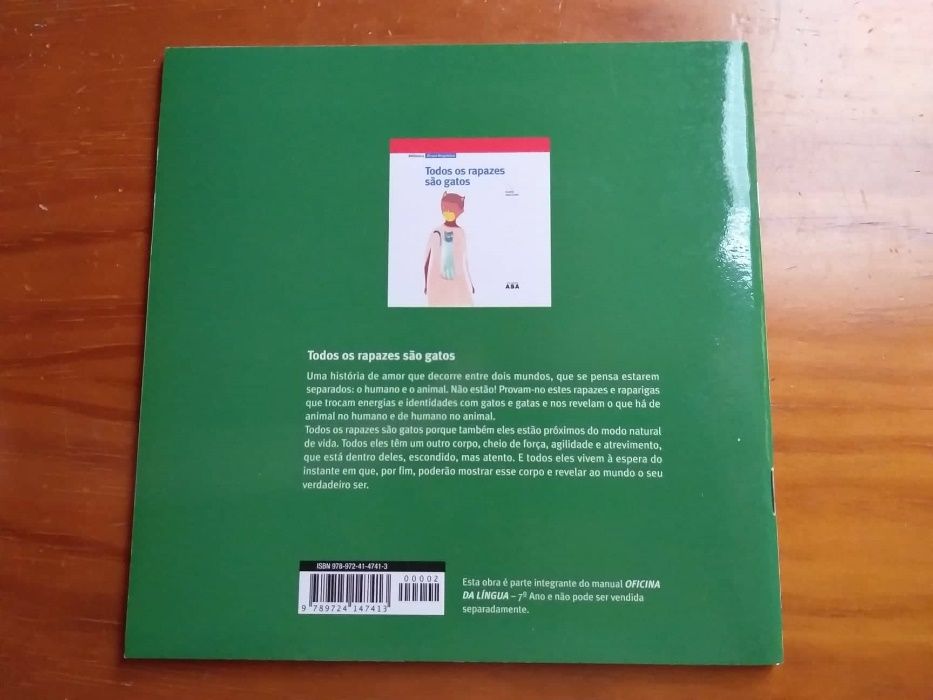 Todos os rapazes
são gatos
ABA
Todos os rapazes são gatos
Uma história de amor que decorre entre dois mundos, que se pensa estarem
separados: o humano e o animal. Não estão! Provam-no estes rapazes e raparigas
que trocam energias e identidades com gatos e gatas e nos revelam o que há de
animal no humano e de humano no animal.
Todos os rapazes são gatos porque também eles estão próximos do modo natural
de vida. Todos eles têm um outro corpo, cheio de força, agilidade e atrevimento,
que está dentro deles, escondido, mas atento. E todos eles vivem à espera do
instante em que, por fim, poderão mostrar esse corpo e revelar ao mundo o seu
verdadeiro ser.
ISBN 978-972-41-4741-3
00002
9 789724 147413
Esta obra é parte integrante do manual OFICINA
DA LÍNGUA – 7º Ano e não pode ser vendida
separadamente.